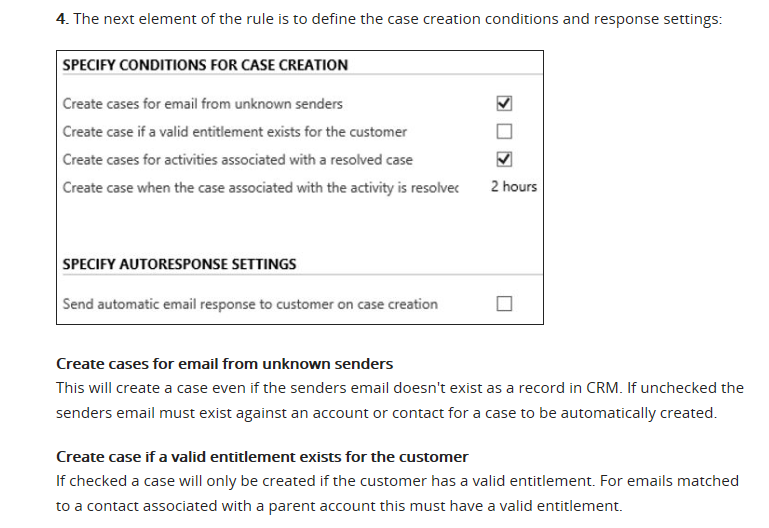 4. The next element of the rule is to define the case creation conditions and response settings:
SPECIFY CONDITIONS FOR CASE CREATION
Create cases for email from unknown senders
Create case if a valid entitlement exists for the customer
Create cases for activities associated with a resolved case
Create case when the case associated with the activity is resolvec 2 hours
SPECIFY AUTORESPONSE SETTINGS
Send automatic email response to customer on case creation
Create cases for email from unknown senders
This will create a case even if the senders email doesn't exist as a record in CRM. If unchecked the
senders email must exist against an account or contact for a case to be automatically created.
Create case if a valid entitlement exists for the customer
If checked a case will only be created if the customer has a valid entitlement. For emails matched
to a contact associated with a parent account this must have a valid entitlement.